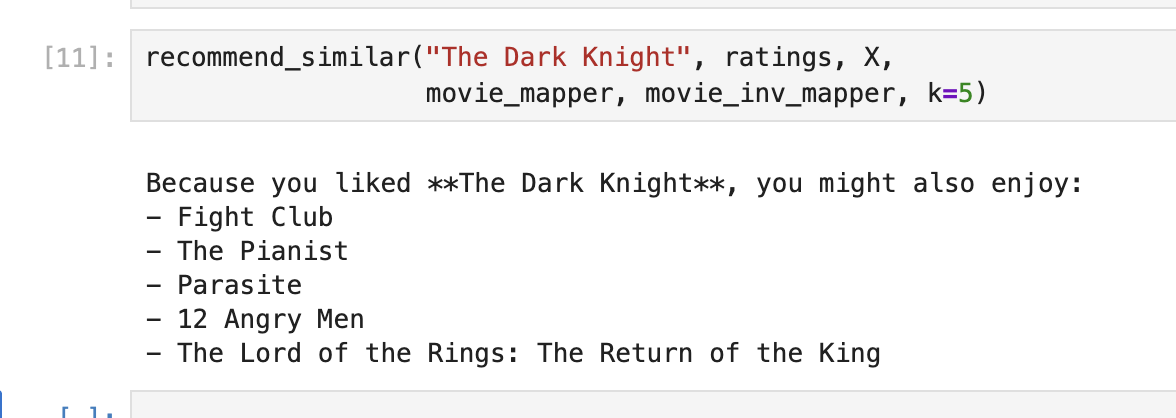 [11]: recommend_similar("The Dark Knight", ratings, X,
movie_mapper, movie_inv_mapper, k=5)
Because you liked **The Dark Knight**, you might also enjoy:
- Fight Club
- The Pianist
- Parasite
- 12 Angry Men
- The Lord of the Rings: The Return of the King
[ ]: